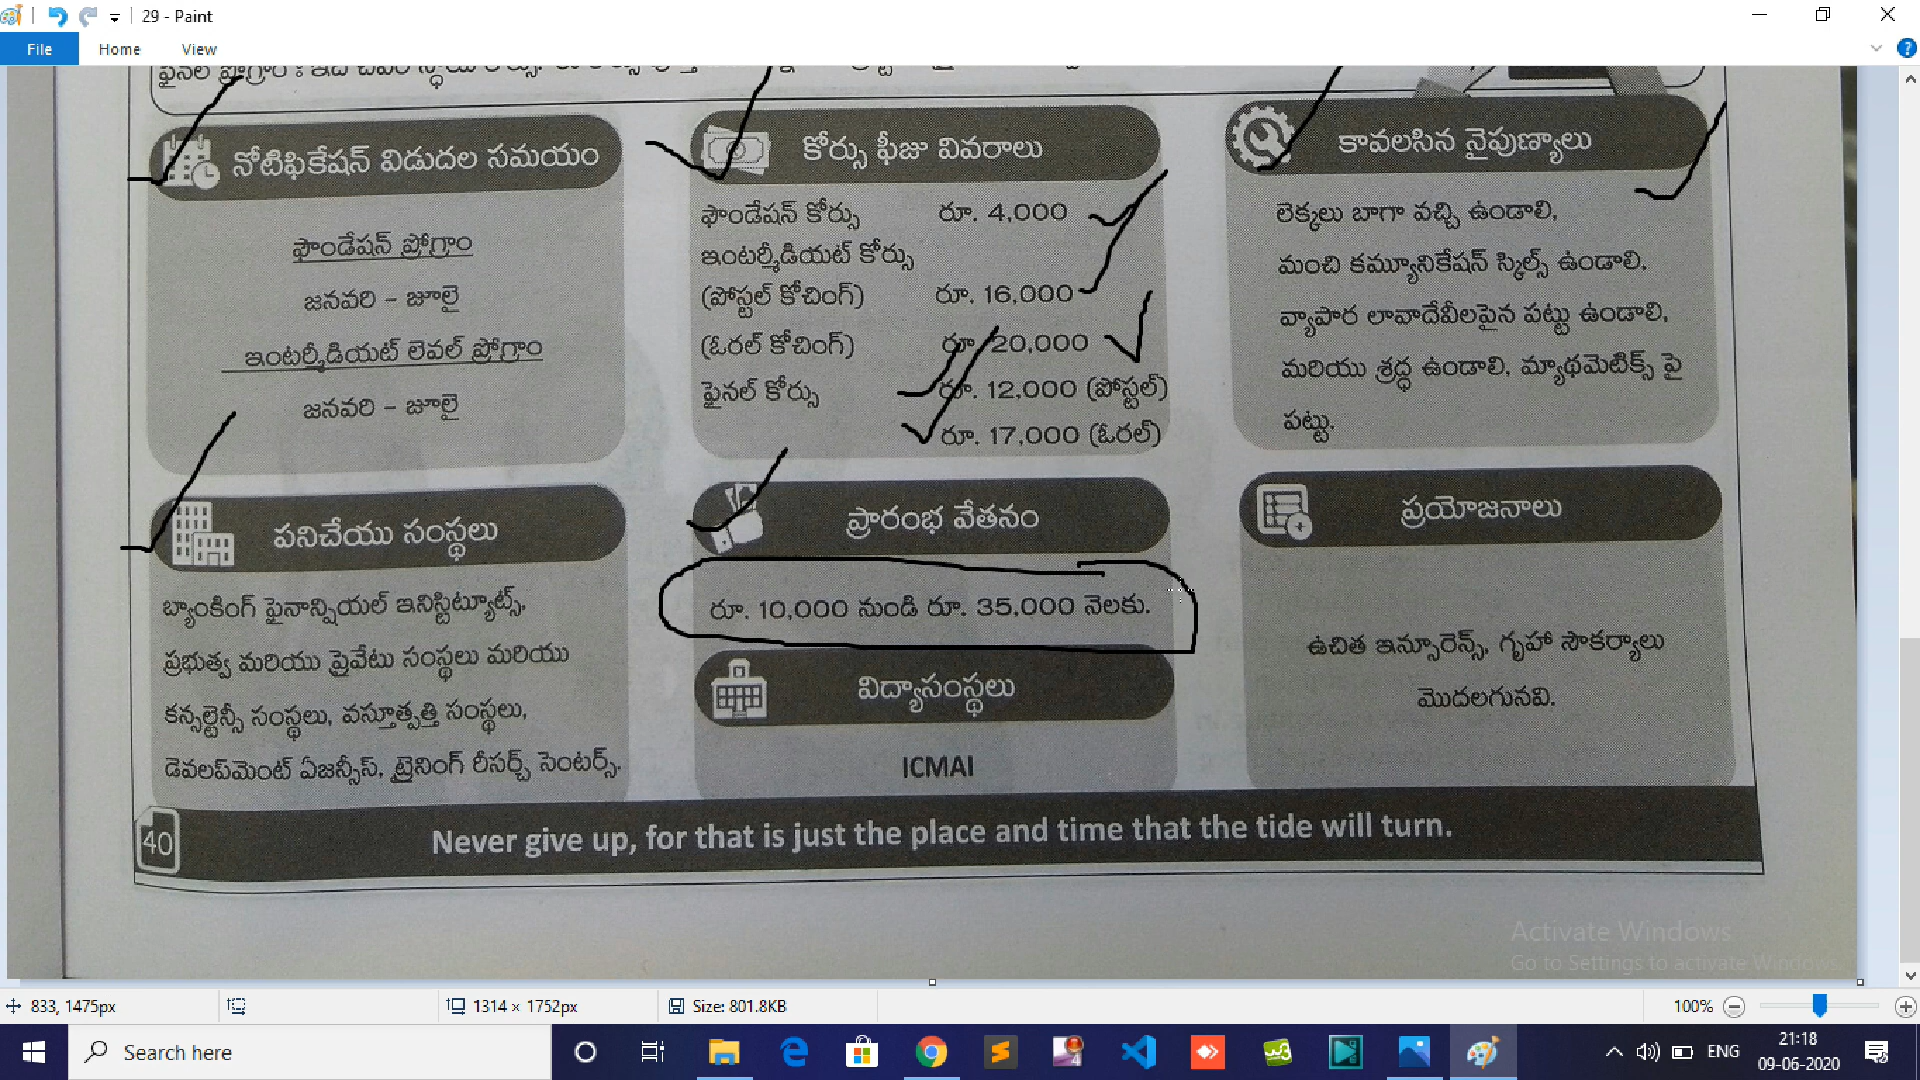 29 - Paint
File
Home
View
నోటిఫికేషన్ విడుదల సమయం
ఫౌండేషన్ ప్రోగ్రాం
జనవరి – జూలై
ఇంటర్మీడియట్ లెవల్ ప్రోగ్రాం
జనవరి – జూలై
కోర్సు ఫీజు వివరాలు
ఫౌండేషన్ కోర్సు రూ. 4,000
ఇంటర్మీడియట్ కోర్సు
(పోస్టల్ కోచింగ్) రూ. 16,000
(ఓరల్ కోచింగ్) రూ. 20,000
ఫైనల్ కోర్సు రూ. 12,000 (పోస్టల్)
రూ. 17,000 (ఓరల్)
కావలసిన నైపుణ్యాలు
లెక్కలు బాగా వచ్చి ఉండాలి,
మంచి కమ్యూనికేషన్ స్కిల్స్ ఉండాలి.
వ్యాపార లావాదేవీలపైన పట్టు ఉండాలి,
మరియు శ్రద్ధ ఉండాలి, మ్యాథమెటిక్స్ పై
పట్టు.
పనిచేయు సంస్థలు
బ్యాంకింగ్ ఫైనాన్షియల్ ఇనిస్టిట్యూట్స్,
ప్రభుత్వ మరియు ప్రైవేటు సంస్థలు మరియు
కన్సల్టెన్సీ సంస్థలు, వస్తూత్పత్తి సంస్థలు,
డెవలప్‌మెంట్ ఏజన్సీస్, ట్రైనింగ్ రీసర్చ్ సెంటర్స్.
ప్రారంభ వేతనం
రూ. 10,000 నుండి రూ. 35,000 నెలకు.
విద్యాసంస్థలు
ICMAI
ప్రయోజనాలు
ఉచిత ఇన్సూరెన్స్, గృహా సౌకర్యాలు
మొదలగునవి.
40
Never give up, for that is just the place and time that the tide will turn.
Activate Windows
Go to Settings to activate Windows.
833, 1475px
1314 × 1752px
Size: 801.8KB
100%
Search here
ENG
21:18
09-06-2020